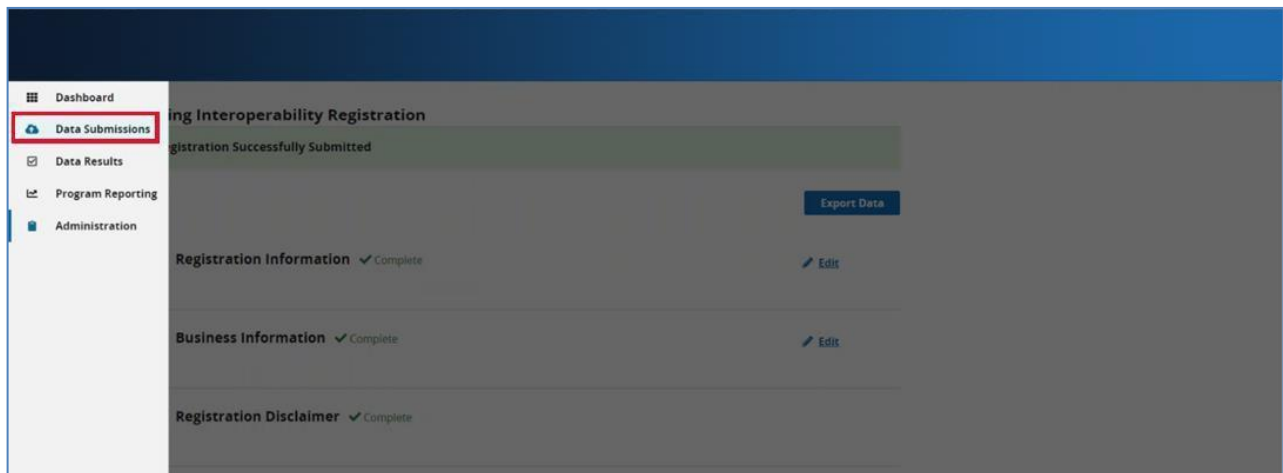 Dashboard
Data Submissions
Data Results
Program Reporting
Administration
ing Interoperability Registration
egistration Successfully Submitted
Export Data
Registration Information Complete
Edit
Business Information Complete
Edit
Registration Disclaimer Complete